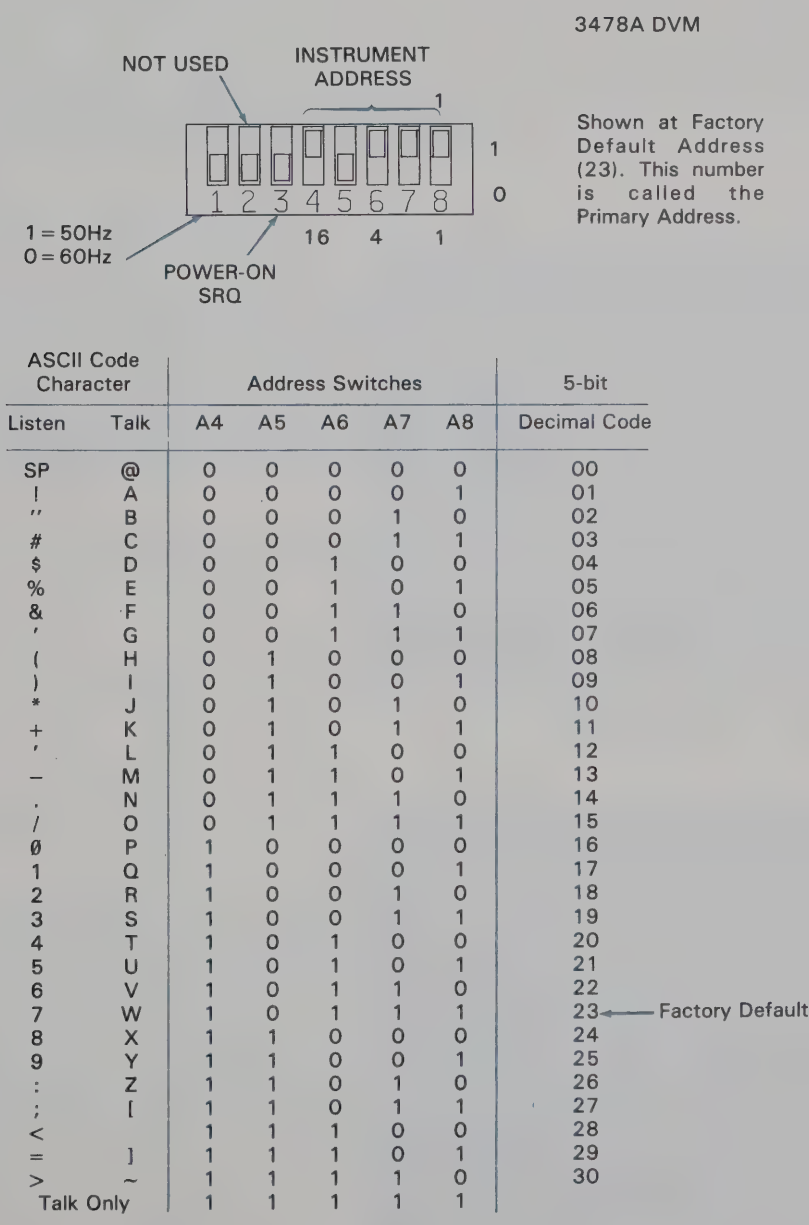 3478A DVM
NOT USED
INSTRUMENT
ADDRESS
1
Shown at Factory
Default Address
(23). This number
is called the
Primary Address.
1
0
1 2 3 4 5 6 7 8
16 4 1
1 = 50Hz
0 = 60Hz
POWER-ON
SRQ
ASCII Code
Character
Address Switches
5-bit
Listen Talk A4 A5 A6 A7 A8 Decimal Code
SP @ 0 0 0 0 0 00
! A 0 0 0 0 1 01
" B 0 0 0 1 0 02
# C 0 0 0 1 1 03
$ D 0 0 1 0 0 04
% E 0 0 1 0 1 05
& F 0 0 1 1 0 06
' G 0 0 1 1 1 07
( H 0 1 0 0 0 08
) I 0 1 0 0 1 09
* J 0 1 0 1 0 10
+ K 0 1 0 1 1 11
' L 0 1 1 0 0 12
– M 0 1 1 0 1 13
. N 0 1 1 1 0 14
/ O 0 1 1 1 1 15
Ø P 1 0 0 0 0 16
1 Q 1 0 0 0 1 17
2 R 1 0 0 1 0 18
3 S 1 0 0 1 1 19
4 T 1 0 1 0 0 20
5 U 1 0 1 0 1 21
6 V 1 0 1 1 0 22
7 W 1 0 1 1 1 23 Factory Default
8 X 1 1 0 0 0 24
9 Y 1 1 0 0 1 25
: Z 1 1 0 1 0 26
; [ 1 1 0 1 1 27
< 1 1 1 0 0 28
= ] 1 1 1 0 1 29
> ~ 1 1 1 1 0 30
Talk Only 1 1 1 1 1